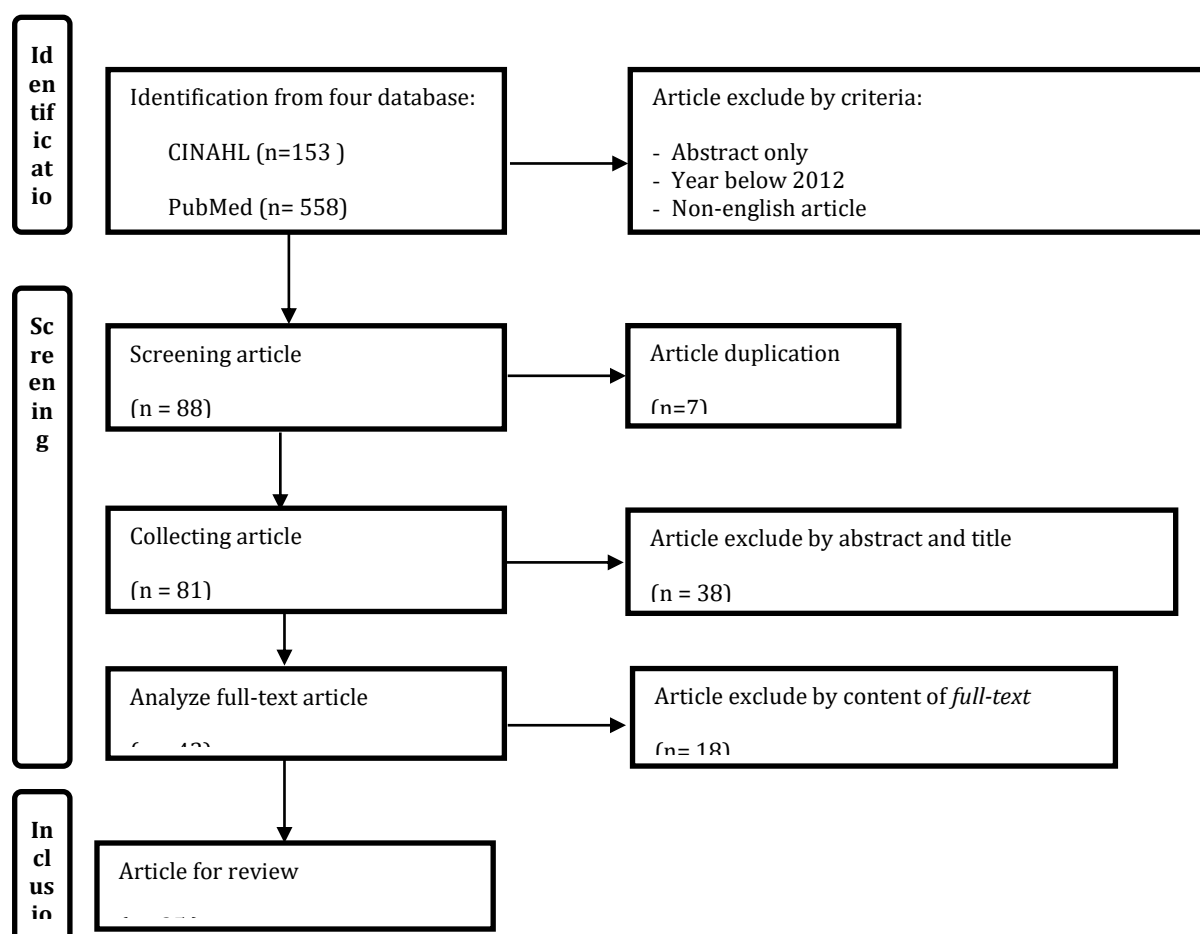 Id
en
tif
ic
at
io
Identification from four database:
CINAHL (n=153 )
PubMed (n= 558)
Article exclude by criteria:
- Abstract only
- Year below 2012
- Non-english article
Sc
re
en
in
g
Screening article
(n = 88)
Article duplication
(n=7)
Collecting article
(n = 81)
Article exclude by abstract and title
(n = 38)
Analyze full-text article
Article exclude by content of full-text
(n= 18)
In
cl
us
io
Article for review